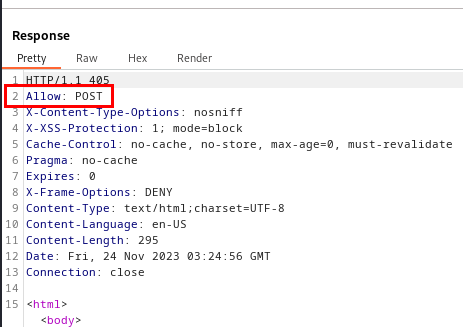 Response
Pretty Raw Hex Render
1 HTTP/1.1 405
2 Allow: POST
3 X-Content-Type-Options: nosniff
4 X-XSS-Protection: 1; mode=block
5 Cache-Control: no-cache, no-store, max-age=0, must-revalidate
6 Pragma: no-cache
7 Expires: 0
8 X-Frame-Options: DENY
9 Content-Type: text/html;charset=UTF-8
10 Content-Language: en-US
11 Content-Length: 295
12 Date: Fri, 24 Nov 2023 03:24:56 GMT
13 Connection: close
14
15 <html>
<body>